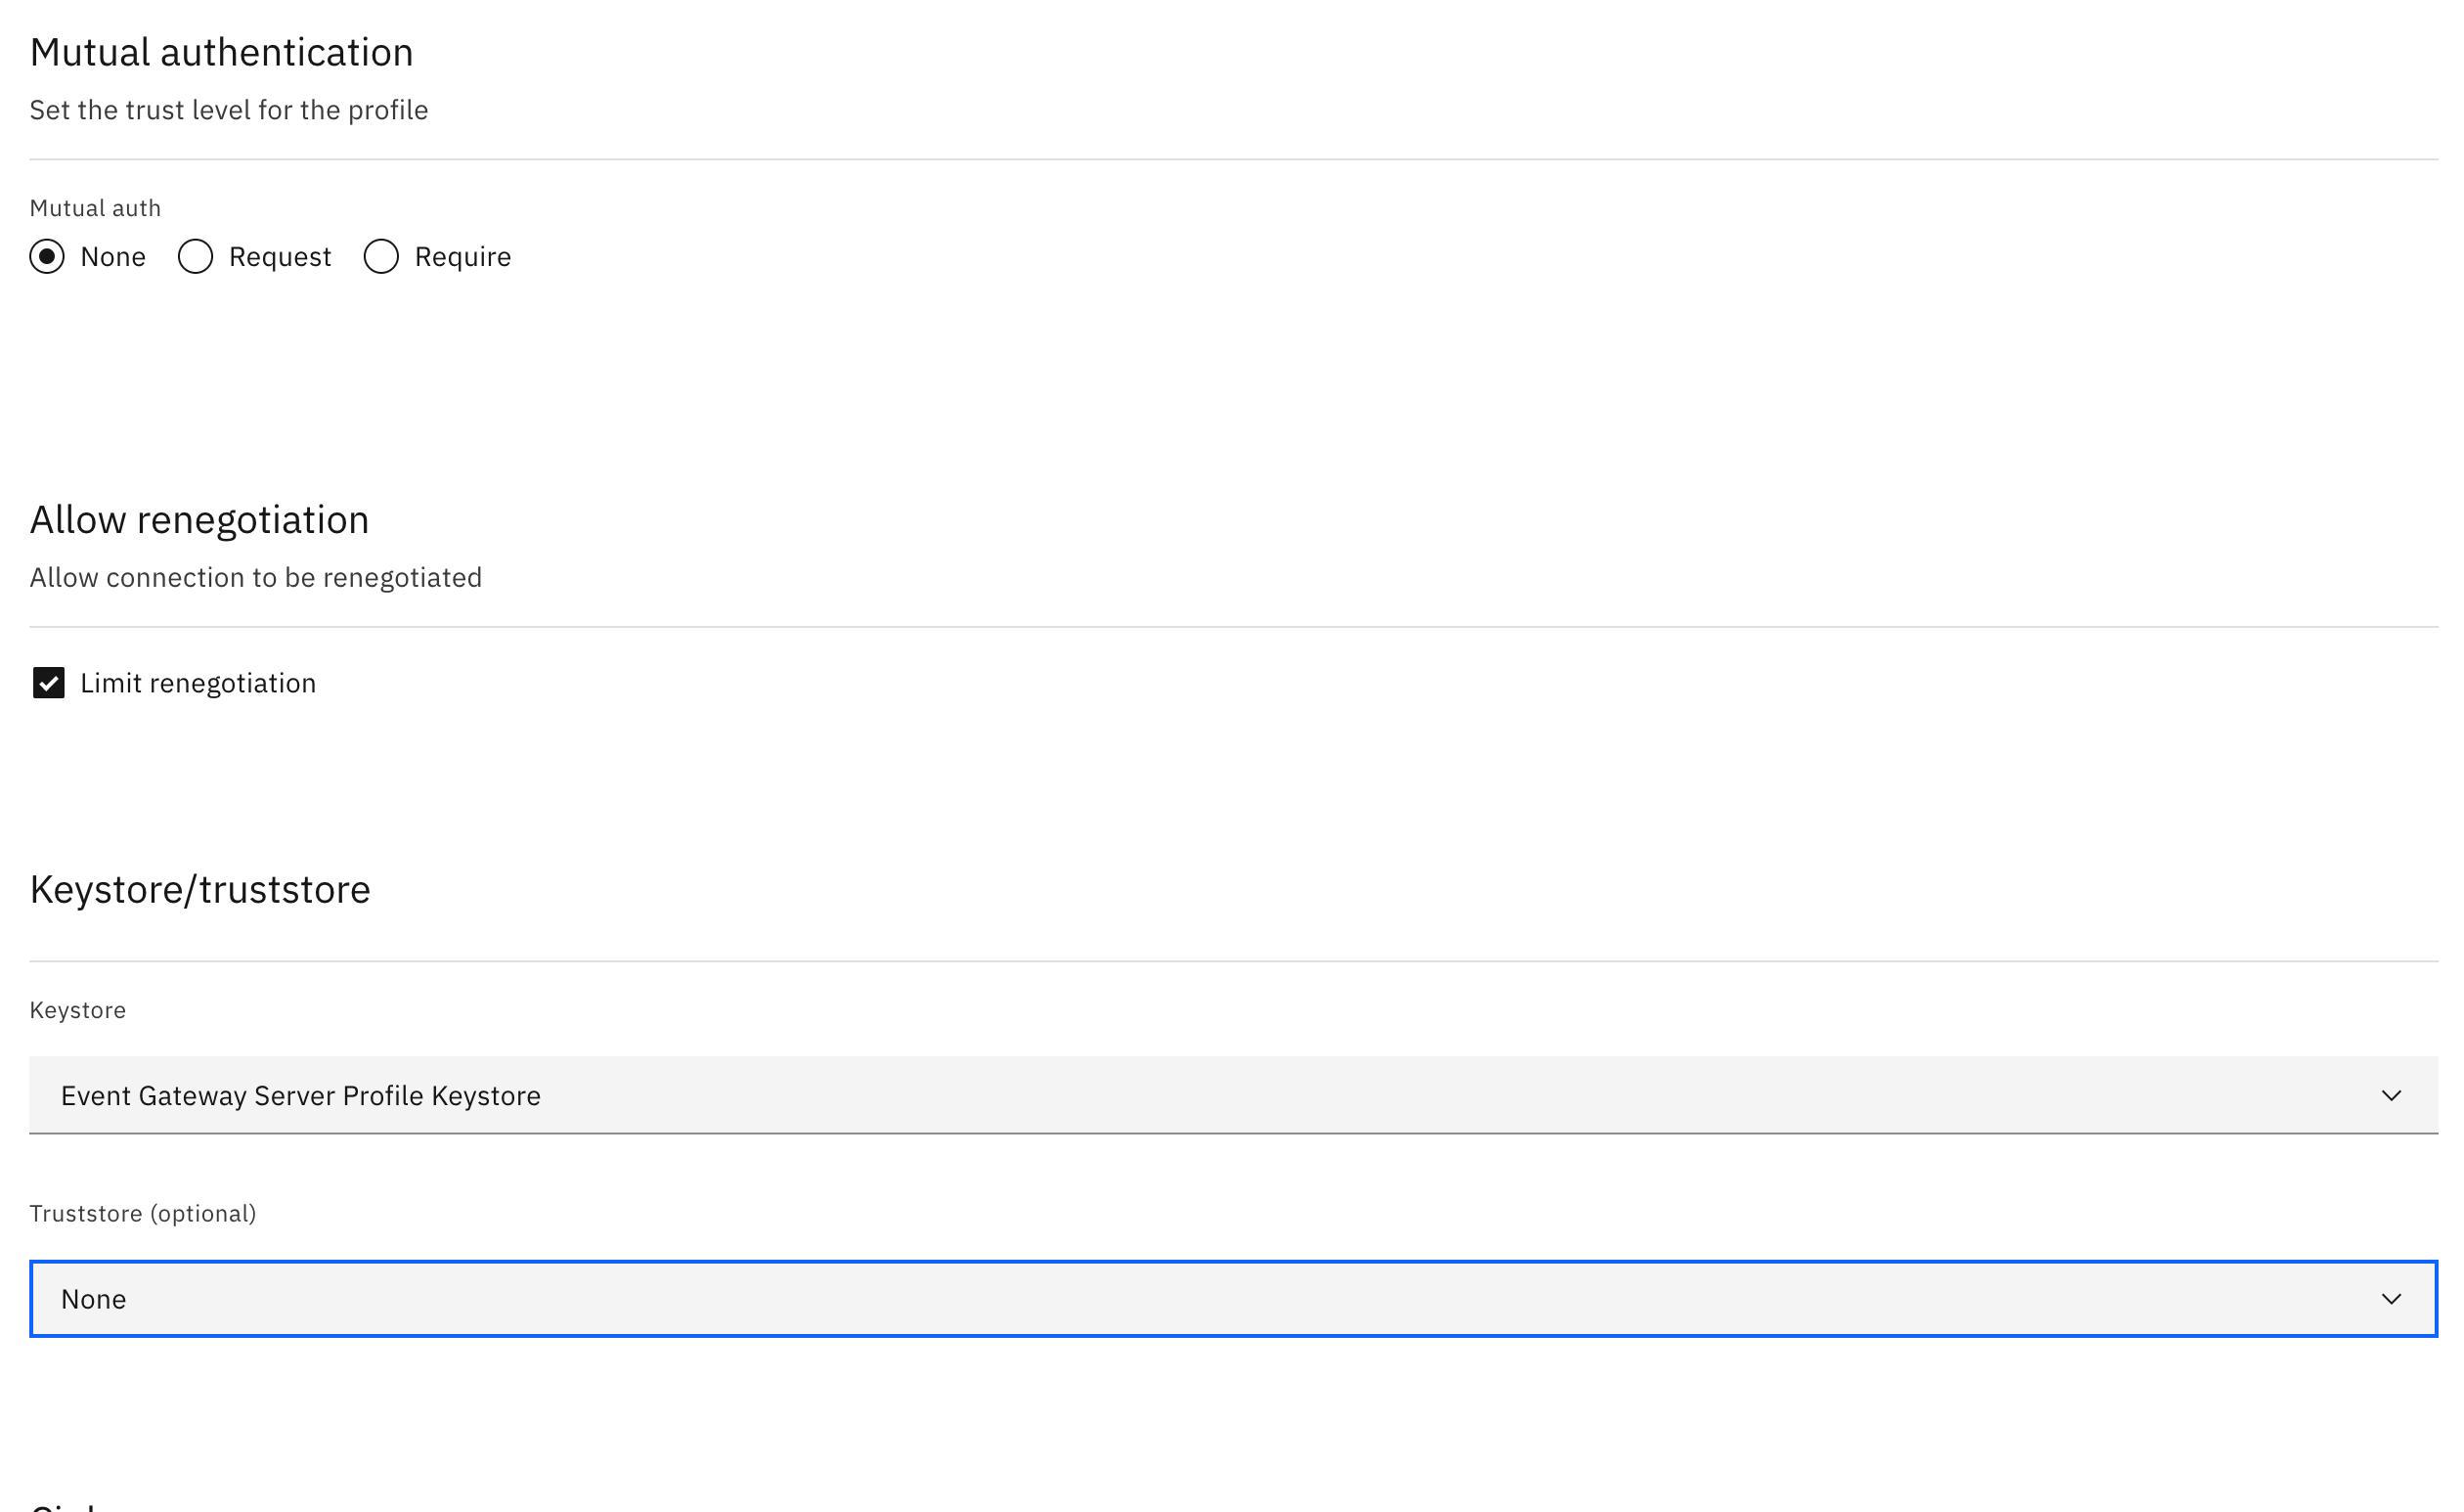 Mutual authentication
Set the trust level for the profile
Mutual auth
None Request Require
Allow renegotiation
Allow connection to be renegotiated
Limit renegotiation
Keystore/truststore
Keystore
Event Gateway Server Profile Keystore
Truststore (optional)
None